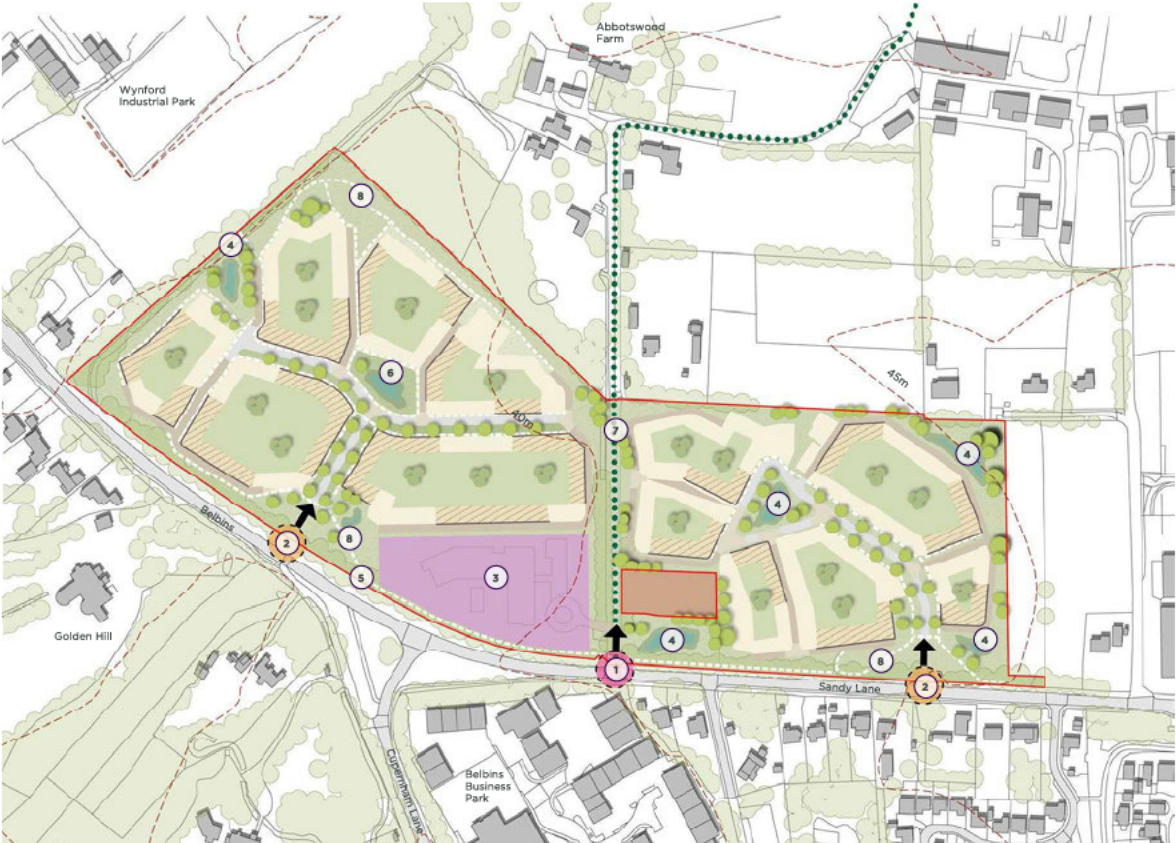 Abbotswood
Farm
Wynford
Industrial Park
8
4
6
40m
45m
7
4
4
Belbins
2
8
5
3
Golden Hill
4
4
8
1
2
Sandy Lane
Cupernham Lane
Belbins
Business
Park